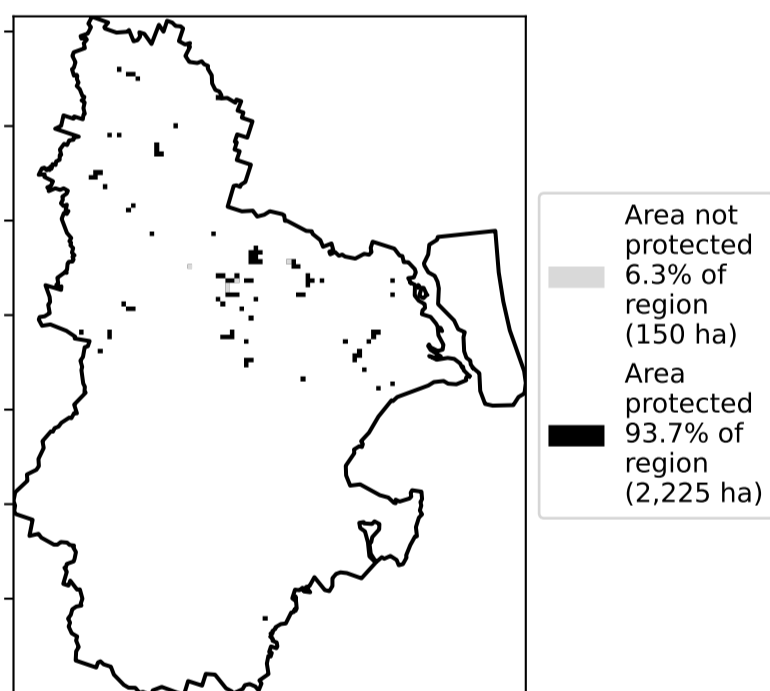 Area not
protected
6.3% of
region
(150 ha)
Area
protected
93.7% of
region
(2,225 ha)